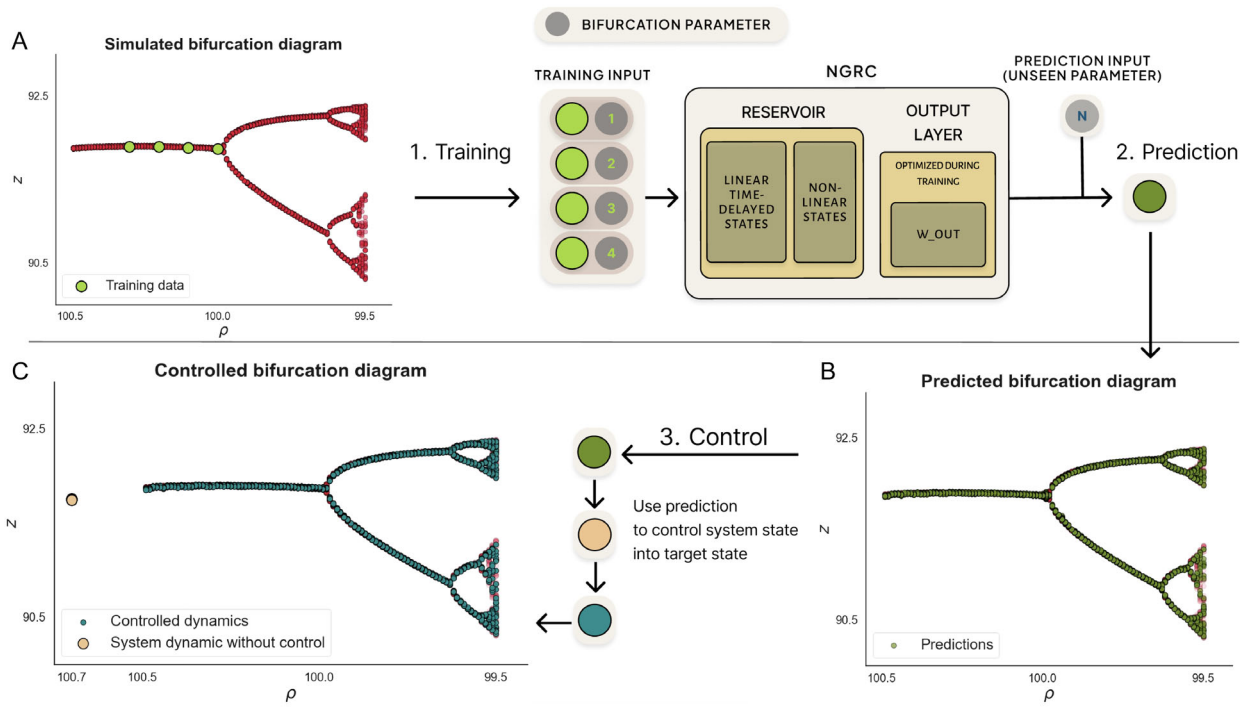 BIFURCATION PARAMETER
A
Simulated bifurcation diagram
92.5
z
90.5
Training data
100.5
100.0
99.5
ρ
1. Training
TRAINING INPUT
1
2
3
4
NGRC
RESERVOIR
LINEAR
TIME-
DELAYED
STATES
NON-
LINEAR
STATES
OUTPUT
LAYER
OPTIMIZED DURING
TRAINING
W_OUT
PREDICTION INPUT
(UNSEEN PARAMETER)
N
2. Prediction
C
Controlled bifurcation diagram
92.5
z
90.5
Controlled dynamics
System dynamic without control
100.7
100.5
100.0
99.5
ρ
3. Control
Use prediction
to control system state
into target state
B
Predicted bifurcation diagram
92.5
z
90.5
Predictions
100.5
100.0
99.5
ρ